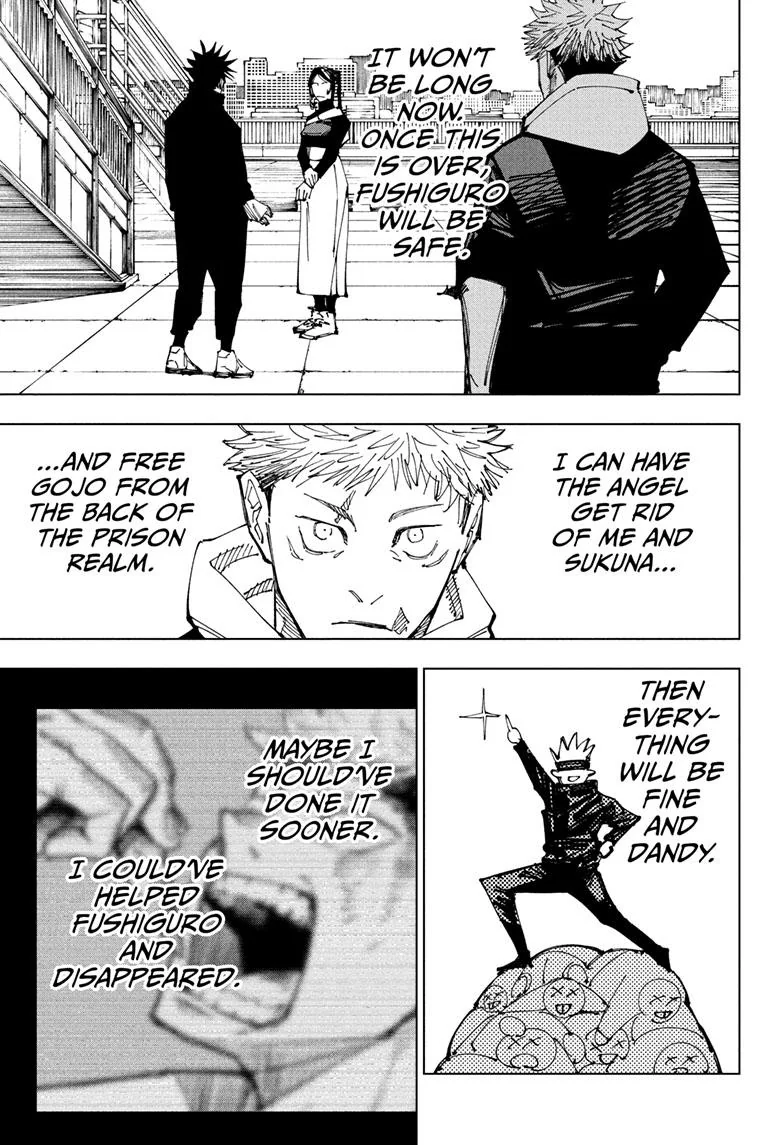 IT WON'T
BE LONG
NOW.
ONCE THIS
IS OVER,
FUSHIGURO
WILL BE
SAFE.
I CAN HAVE
THE ANGEL
GET RID
OF ME AND
SUKUNA...
...AND FREE
GOJO FROM
THE BACK OF
THE PRISON
REALM.
THEN
EVERY-
THING
WILL BE
FINE
AND
DANDY.
MAYBE I
SHOULD'VE
DONE IT
SOONER.
I COULD'VE
HELPED
FUSHIGURO
AND
DISAPPEARED.